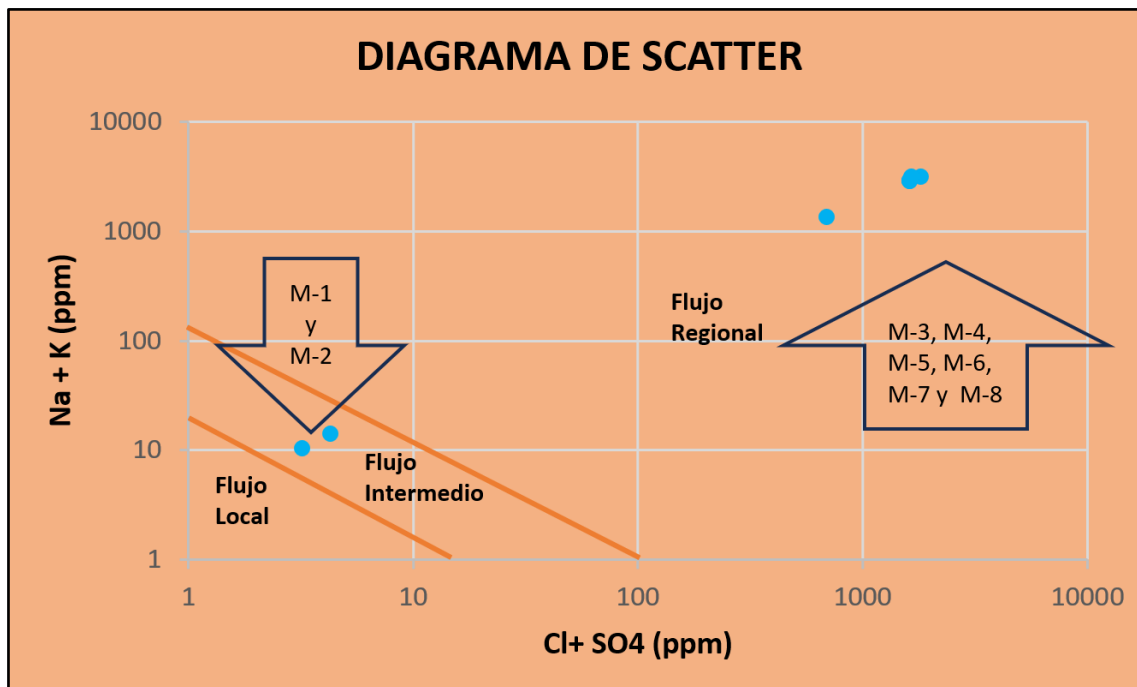 DIAGRAMA DE SCATTER
Na + K (ppm)
10000
1000
100
10
1
M-1
y
M-2
Flujo
Local
Flujo
Intermedio
Flujo
Regional
M-3, M-4,
M-5, M-6,
M-7 y M-8
1
10
100
1000
10000
Cl+ SO4 (ppm)